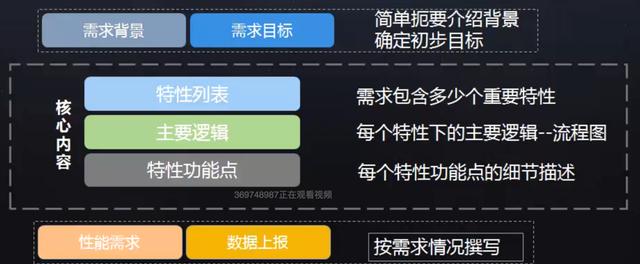 需求背景 需求目标 简单扼要介绍背景
确定初步目标
核心内容
特性列表 需求包含多少个重要特性
主要逻辑 每个特性下的主要逻辑--流程图
特性功能点 每个特性功能点的细节描述
369748987正在观看视频
性能需求 数据上报 按需求情况撰写